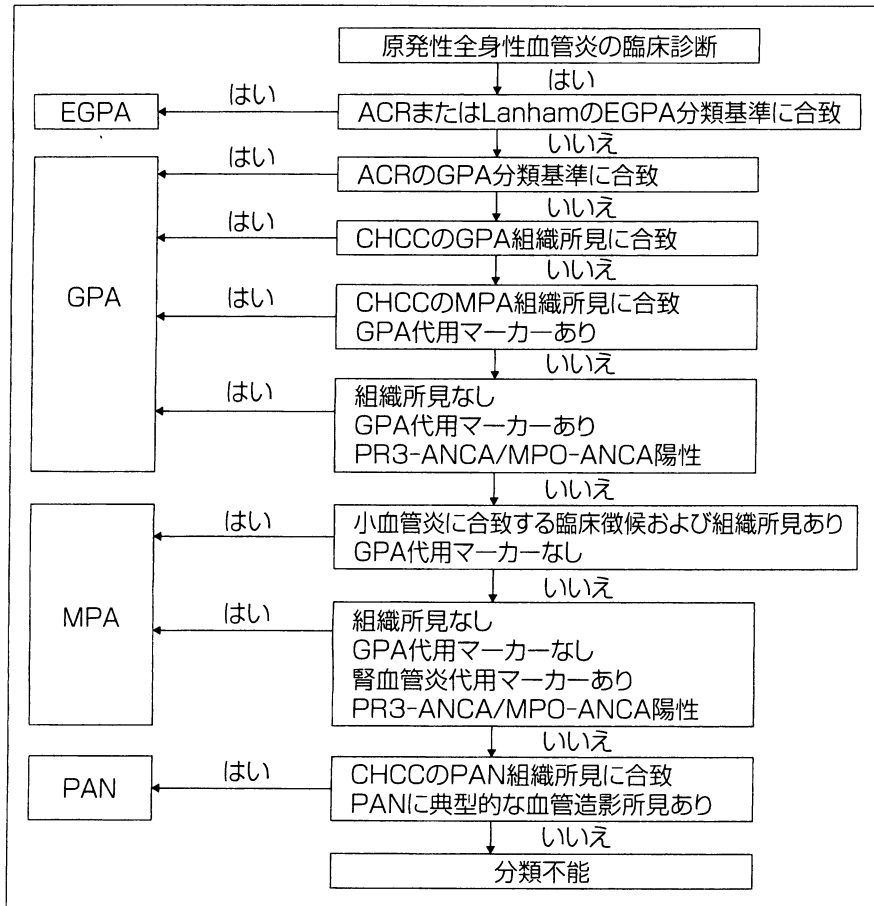 原発性全身性血管炎の臨床診断
はい
EGPA
はい
ACRまたはLanhamのEGPA分類基準に合致
いいえ
はい
ACRのGPA分類基準に合致
いいえ
はい
CHCCのGPA組織所見に合致
いいえ
GPA
はい
CHCCのMPA組織所見に合致
GPA代用マーカーあり
いいえ
はい
組織所見なし
GPA代用マーカーあり
PR3-ANCA/MPO-ANCA陽性
いいえ
はい
小血管炎に合致する臨床徴候および組織所見あり
GPA代用マーカーなし
いいえ
MPA
はい
組織所見なし
GPA代用マーカーなし
腎血管炎代用マーカーあり
PR3-ANCA/MPO-ANCA陽性
いいえ
PAN
はい
CHCCのPAN組織所見に合致
PANに典型的な血管造影所見あり
いいえ
分類不能